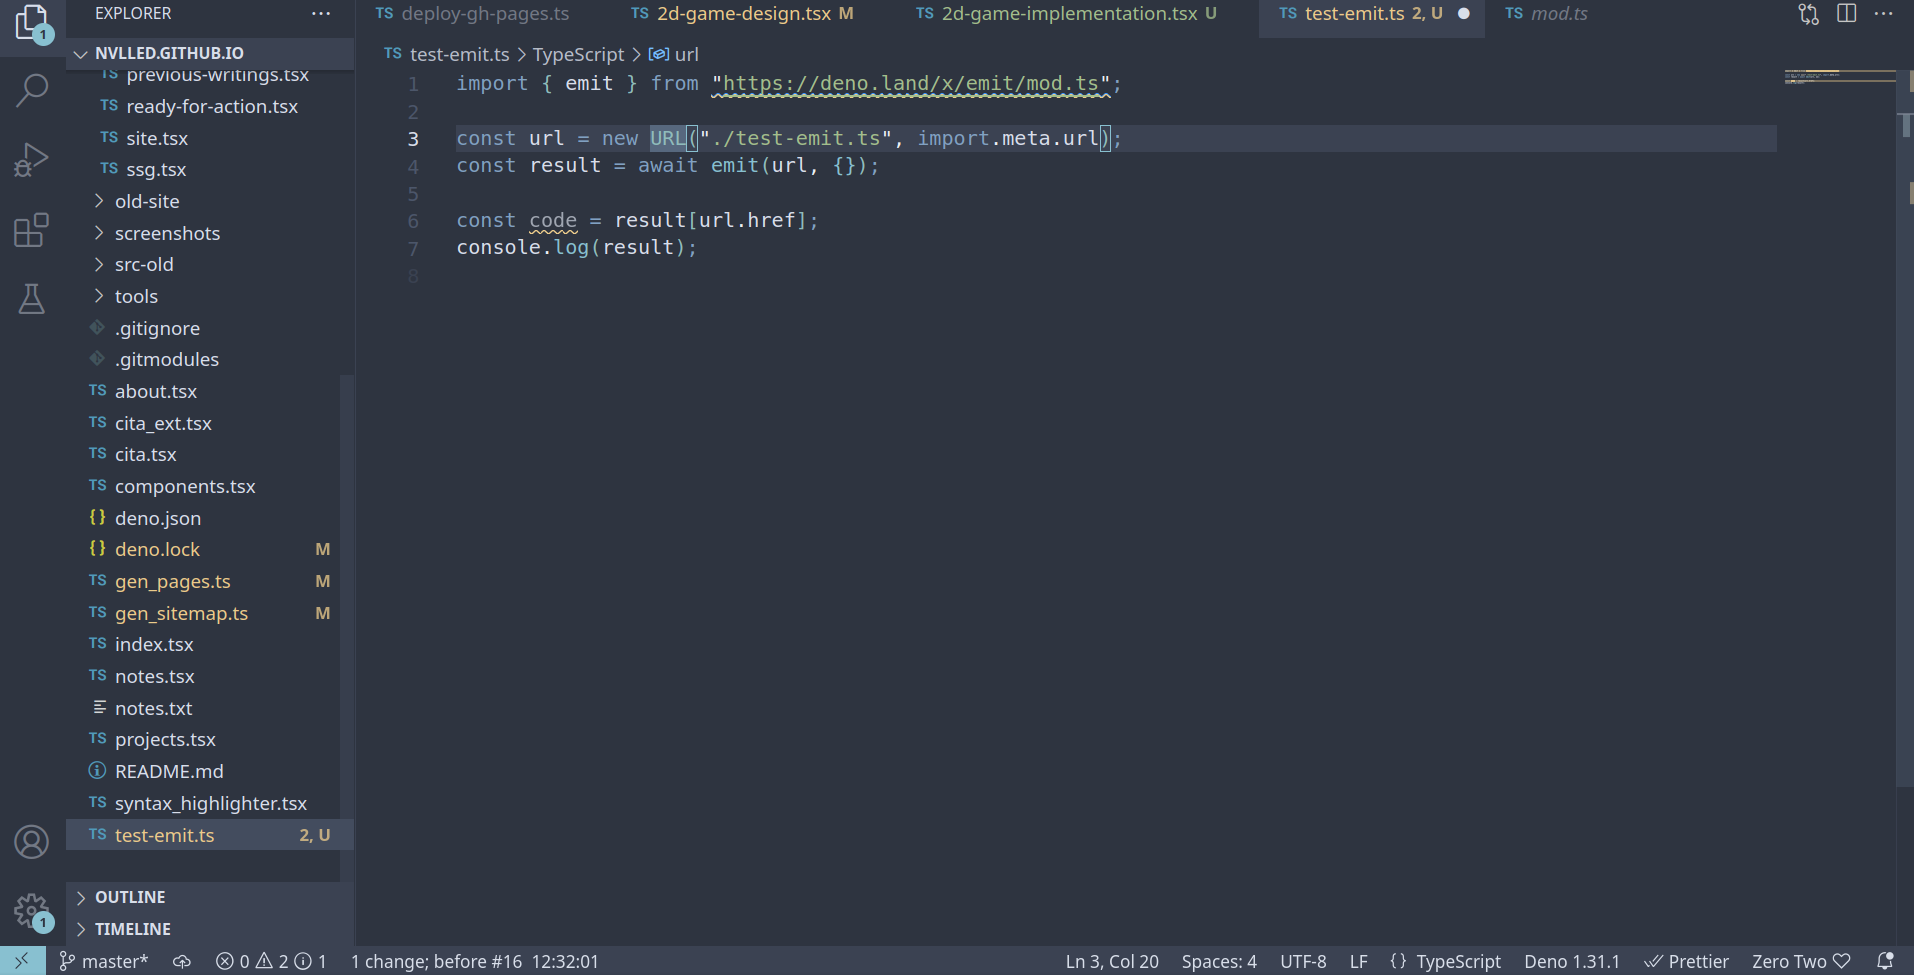 EXPLORER
NVLLED.GITHUB.IO
TS previous-writings.tsx
TS ready-for-action.tsx
TS site.tsx
TS ssg.tsx
old-site
screenshots
src-old
tools
.gitignore
.gitmodules
TS about.tsx
TS cita_ext.tsx
TS cita.tsx
TS components.tsx
{} deno.json
{} deno.lock M
TS gen_pages.ts M
TS gen_sitemap.ts M
TS index.tsx
TS notes.tsx
notes.txt
TS projects.tsx
README.md
TS syntax_highlighter.tsx
TS test-emit.ts 2, U
OUTLINE
TIMELINE
1
1
TS deploy-gh-pages.ts TS 2d-game-design.tsx M TS 2d-game-implementation.tsx U TS test-emit.ts 2, U TS mod.ts
TS test-emit.ts > TypeScript > url
1 import { emit } from "https://deno.land/x/emit/mod.ts";
2
3 const url = new URL("./test-emit.ts", import.meta.url);
4 const result = await emit(url, {});
5
6 const code = result[url.href];
7 console.log(result);
8
master* 0 2 1 1 change; before #16 12:32:01 Ln 3, Col 20 Spaces: 4 UTF-8 LF {} TypeScript Deno 1.31.1 Prettier Zero Two ♡